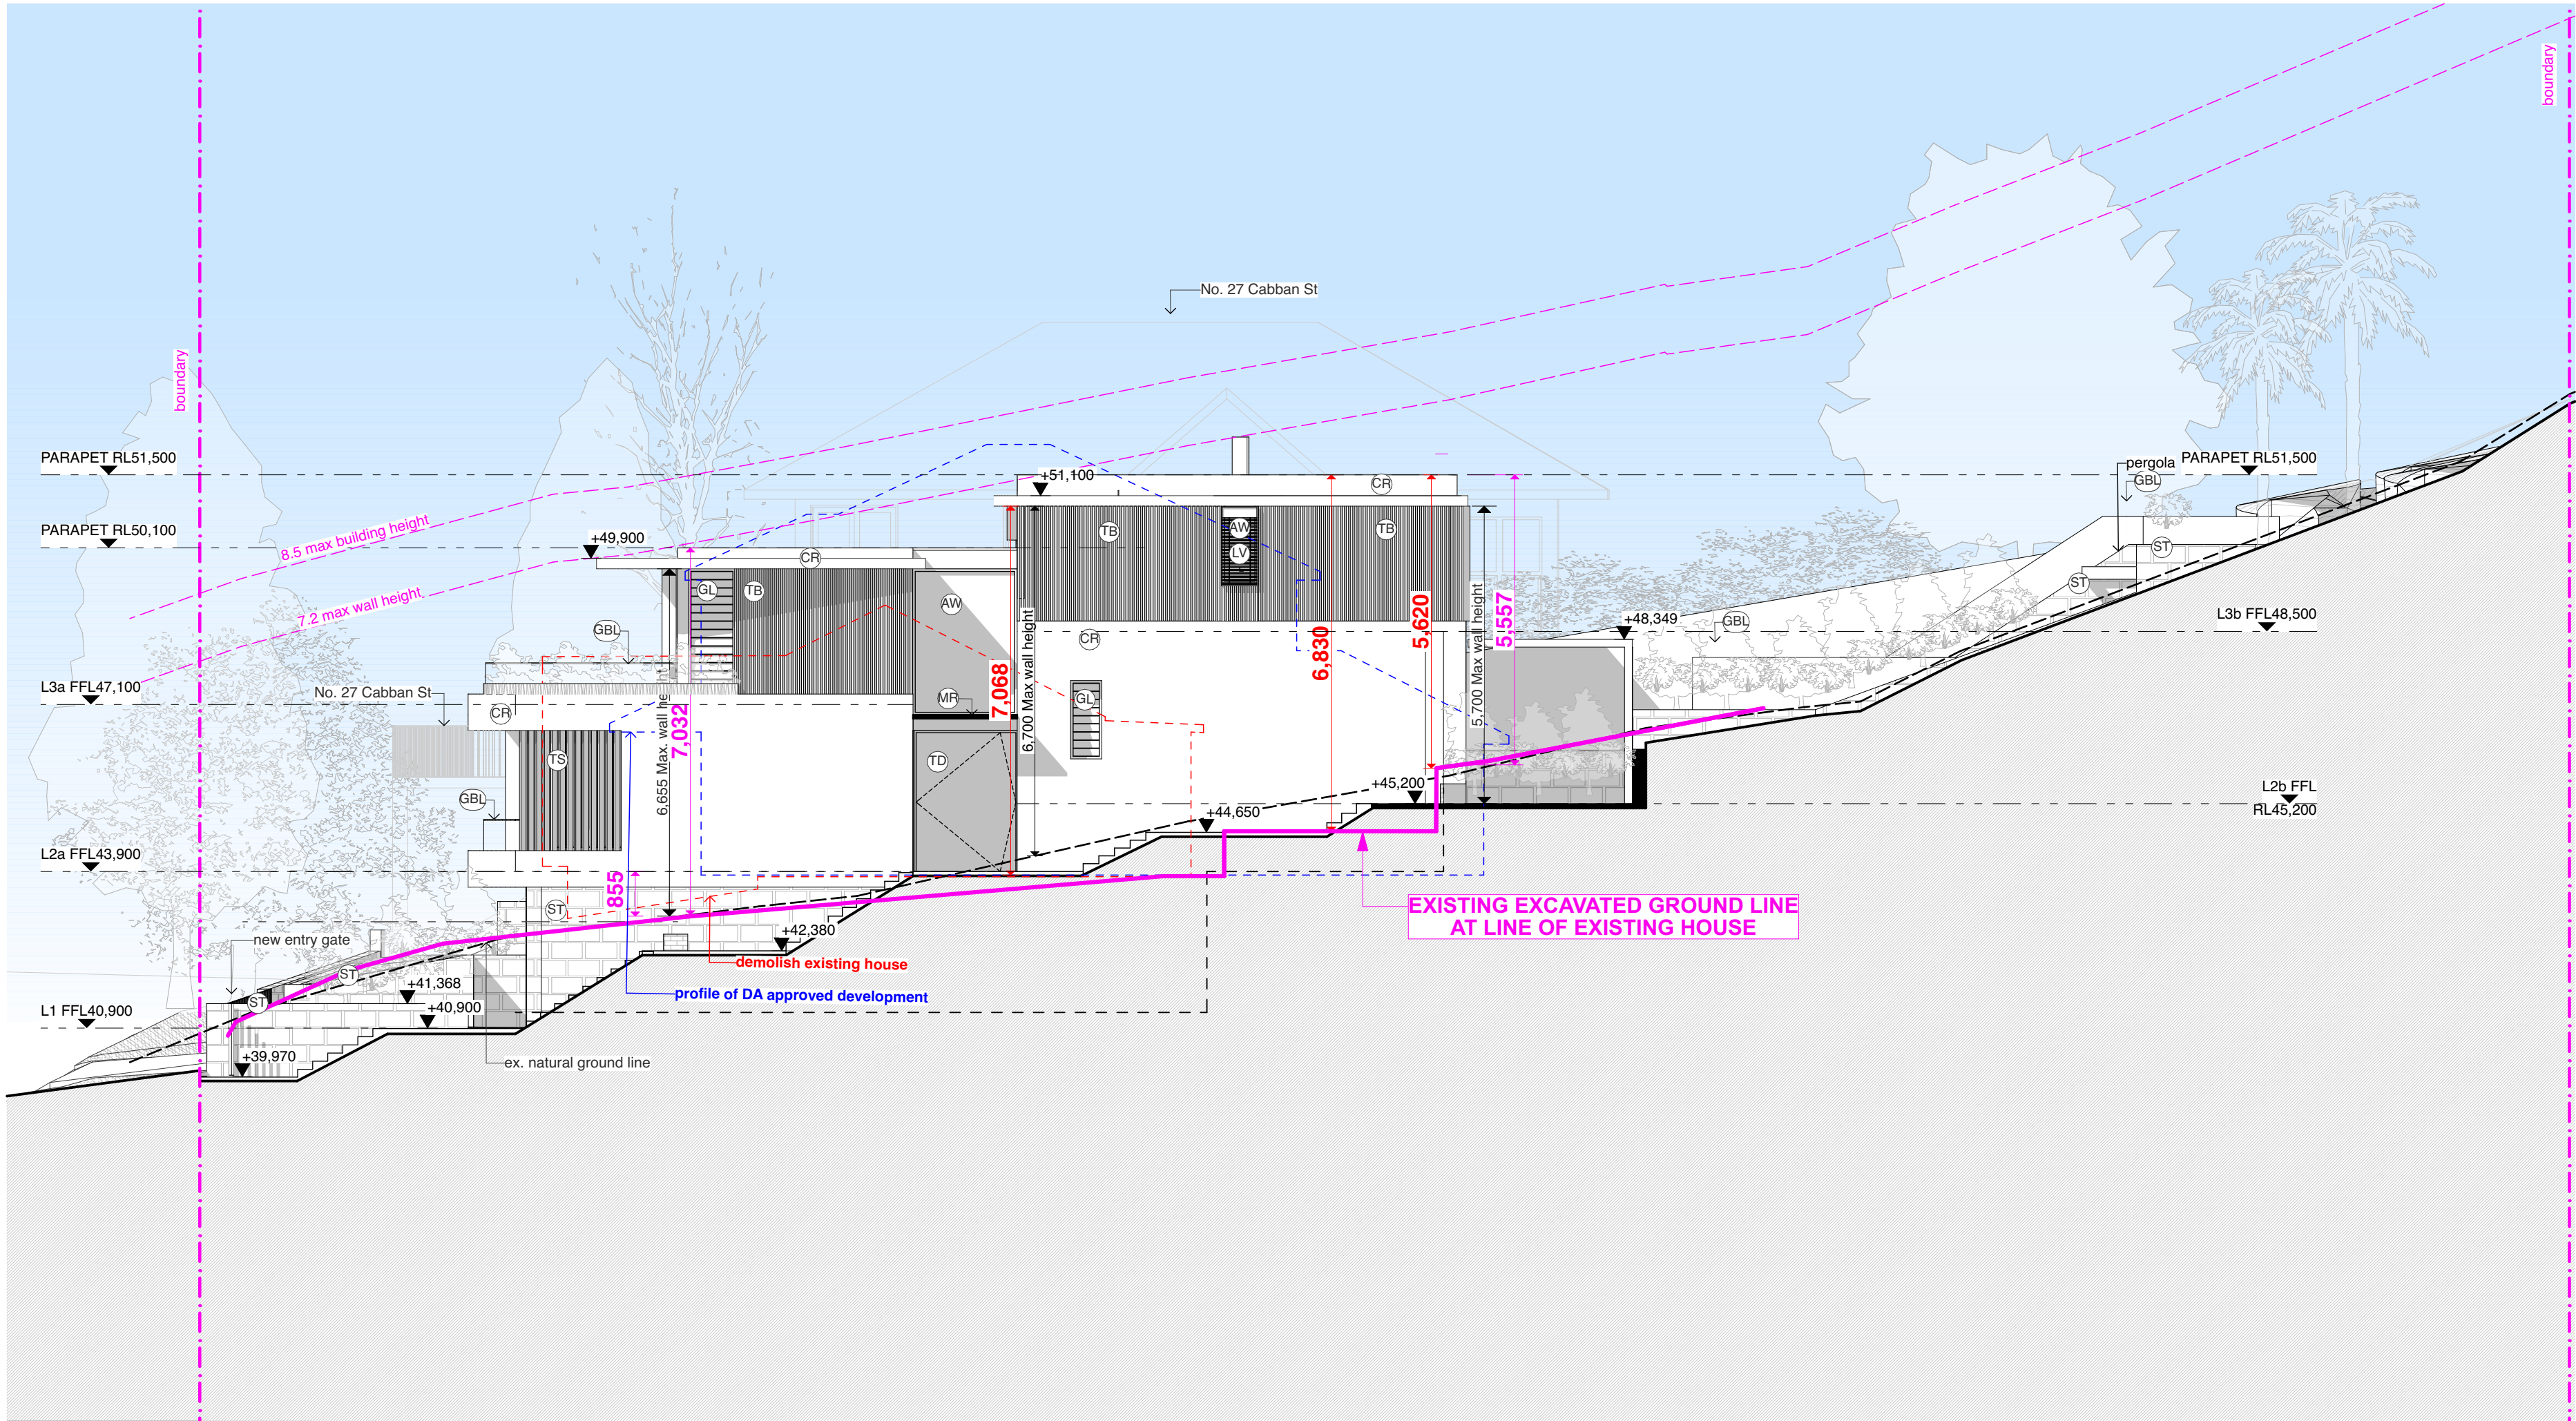 boundary
boundary
No. 27 Cabban St
PARAPET RL51,500
pergola
PARAPET RL51,500
+51,100
CR
GBL
8.5 max building height
PARAPET RL50,100
+49,900
CR
TB
AW
TB
LV
ST
7.2 max wall height
GL
TB
AW
ST
GBL
6,700 Max wall height
CR
5,620
5,557
5,700 Max wall height
+48,349
GBL
L3b FFL48,500
6,830
L3a FFL47,100
No. 27 Cabban St
CR
6,655 Max. wall he
7,032
MR
7,068
GL
TS
TD
+45,200
L2b FFL
RL45,200
GBL
+44,650
L2a FFL43,900
855
ST
EXISTING EXCAVATED GROUND LINE
AT LINE OF EXISTING HOUSE
new entry gate
+42,380
demolish existing house
ST
+41,368
ST
profile of DA approved development
L1 FFL40,900
+40,900
+39,970
ex. natural ground line